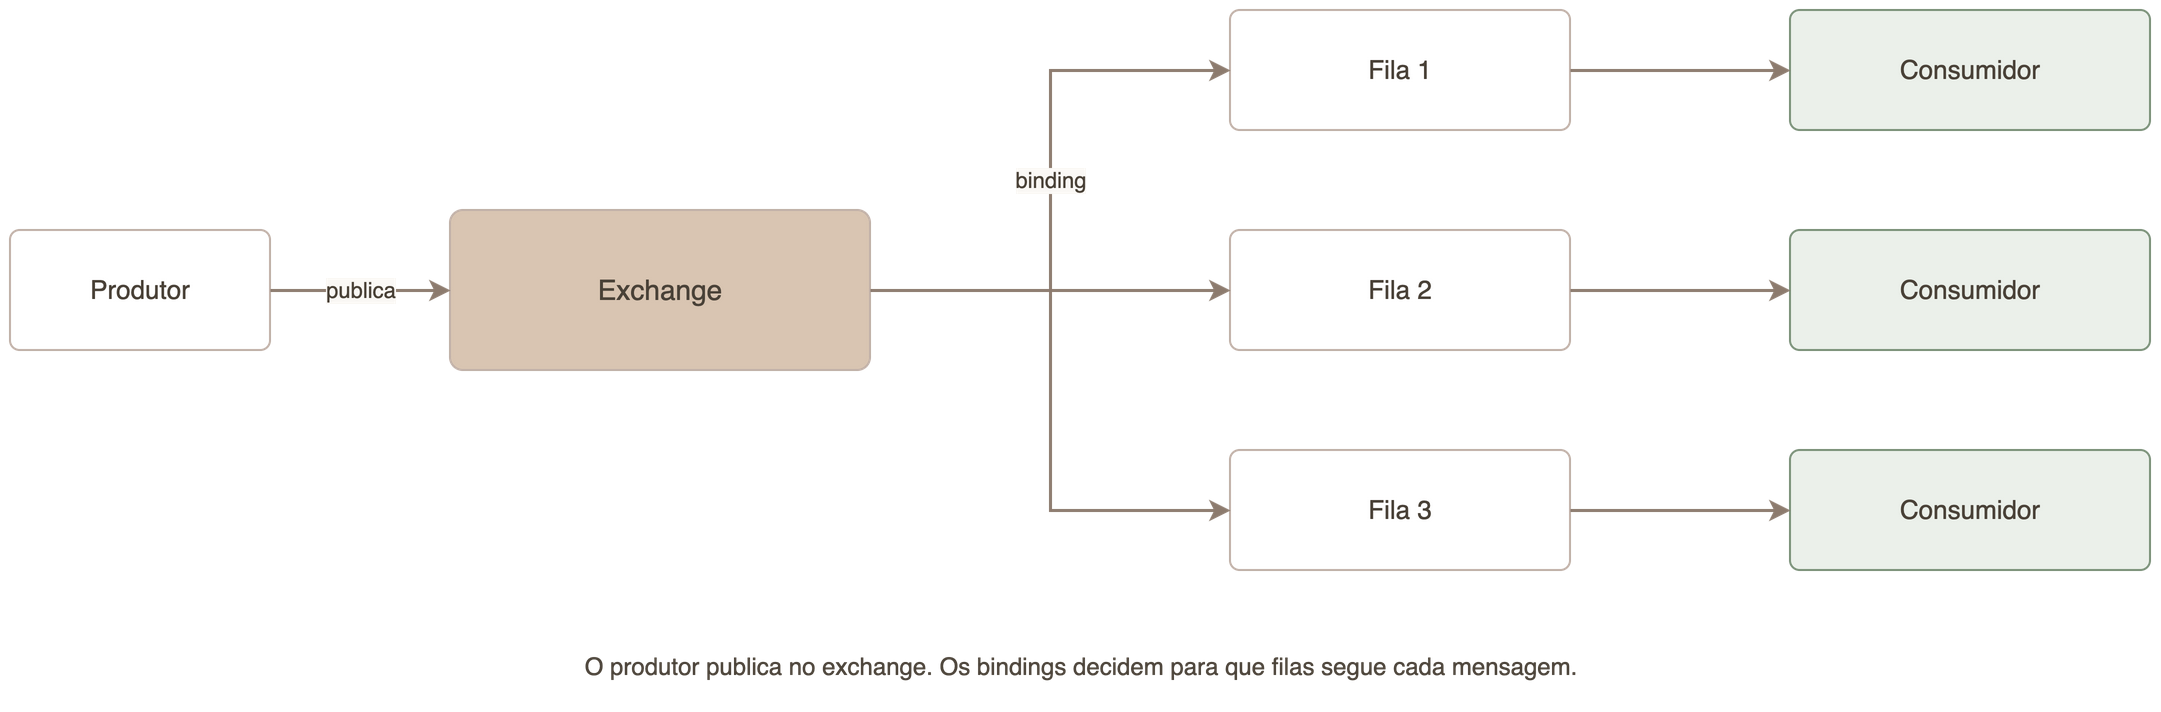 Fila 1
Consumidor
binding
Produtor
publica
Exchange
Fila 2
Consumidor
Fila 3
Consumidor
O produtor publica no exchange. Os bindings decidem para que filas segue cada mensagem.